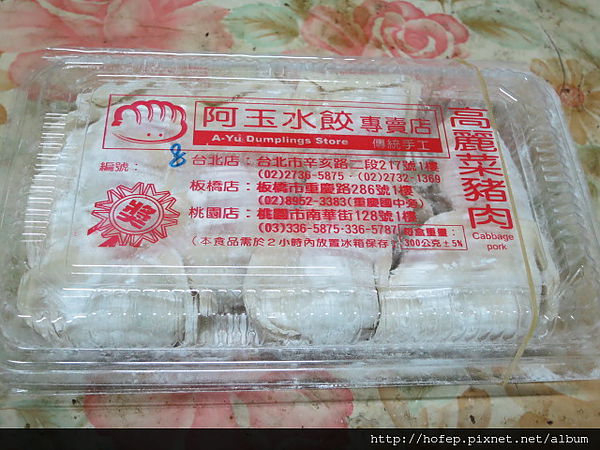 阿玉水餃專賣店
A-Yu Dumplings Store 傳統手工
編號：8
台北店：台北市辛亥路二段217號1樓
(02)2736-5875．(02)2732-1369
板橋店：板橋市重慶路286號1樓
(02)8952-3383(重慶國中旁)
桃園店：桃園市南華街128號1樓
(03)336-5875·336-5787
(本食品需於2小時內放置冰箱保存)
每盒重量：
300公克±5%
獎
高麗菜豬肉
Cabbage
pork
http://hofep.pixnet.net/album